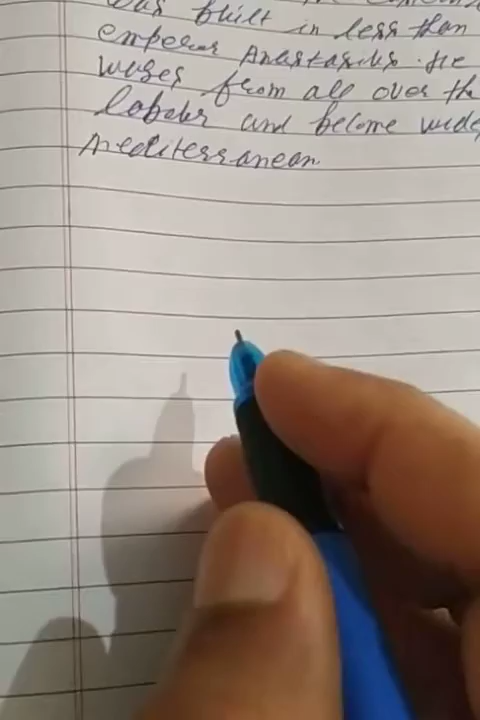 was built in less than
emperor Anastasius. He
wages from all over the
labour and become wide
Mediterranean